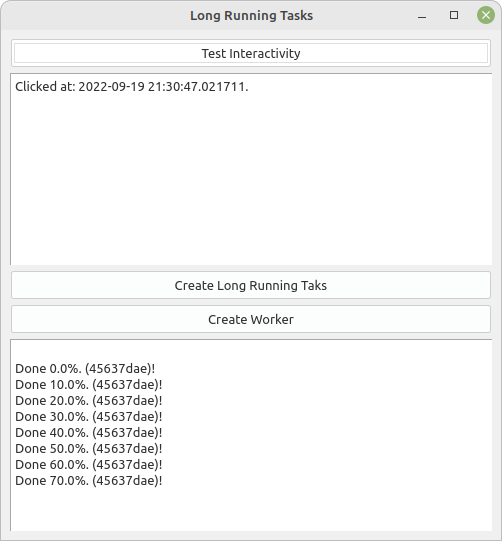 Long Running Tasks
Test Interactivity
Clicked at: 2022-09-19 21:30:47.021711.
Create Long Running Taks
Create Worker
Done 0.0%. (45637dae)!
Done 10.0%. (45637dae)!
Done 20.0%. (45637dae)!
Done 30.0%. (45637dae)!
Done 40.0%. (45637dae)!
Done 50.0%. (45637dae)!
Done 60.0%. (45637dae)!
Done 70.0%. (45637dae)!